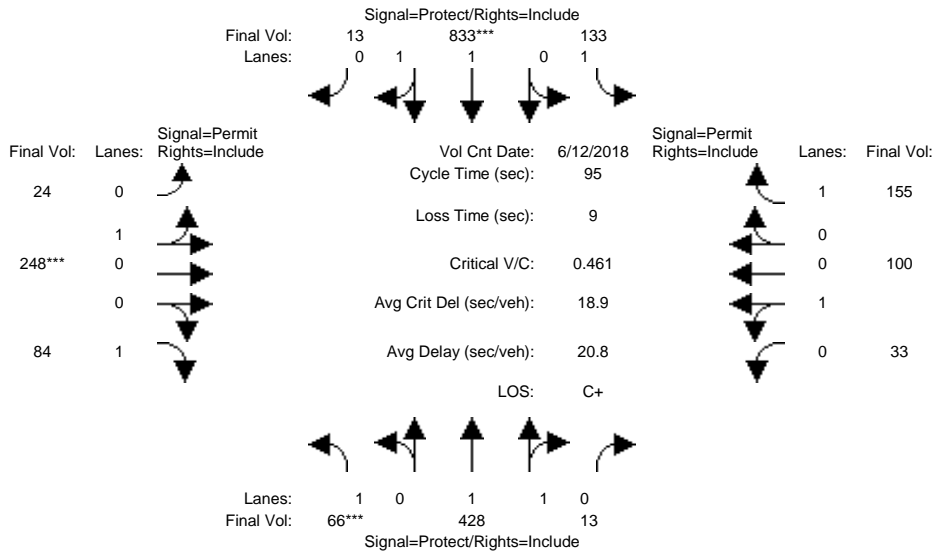 Signal=Protect/Rights=Include
Final Vol: 13 833*** 133
Lanes: 0 1 1 0 1
Signal=Permit
Final Vol: Lanes: Rights=Include
Vol Cnt Date: 6/12/2018
Signal=Permit
Rights=Include Lanes: Final Vol:
Cycle Time (sec): 95
24 0
1 155
Loss Time (sec): 9
1
0
248*** 0
Critical V/C: 0.461
0 100
0
Avg Crit Del (sec/veh): 18.9
1
84 1
Avg Delay (sec/veh): 20.8
0 33
LOS: C+
Lanes: 1 0 1 1 0
Final Vol: 66*** 428 13
Signal=Protect/Rights=Include